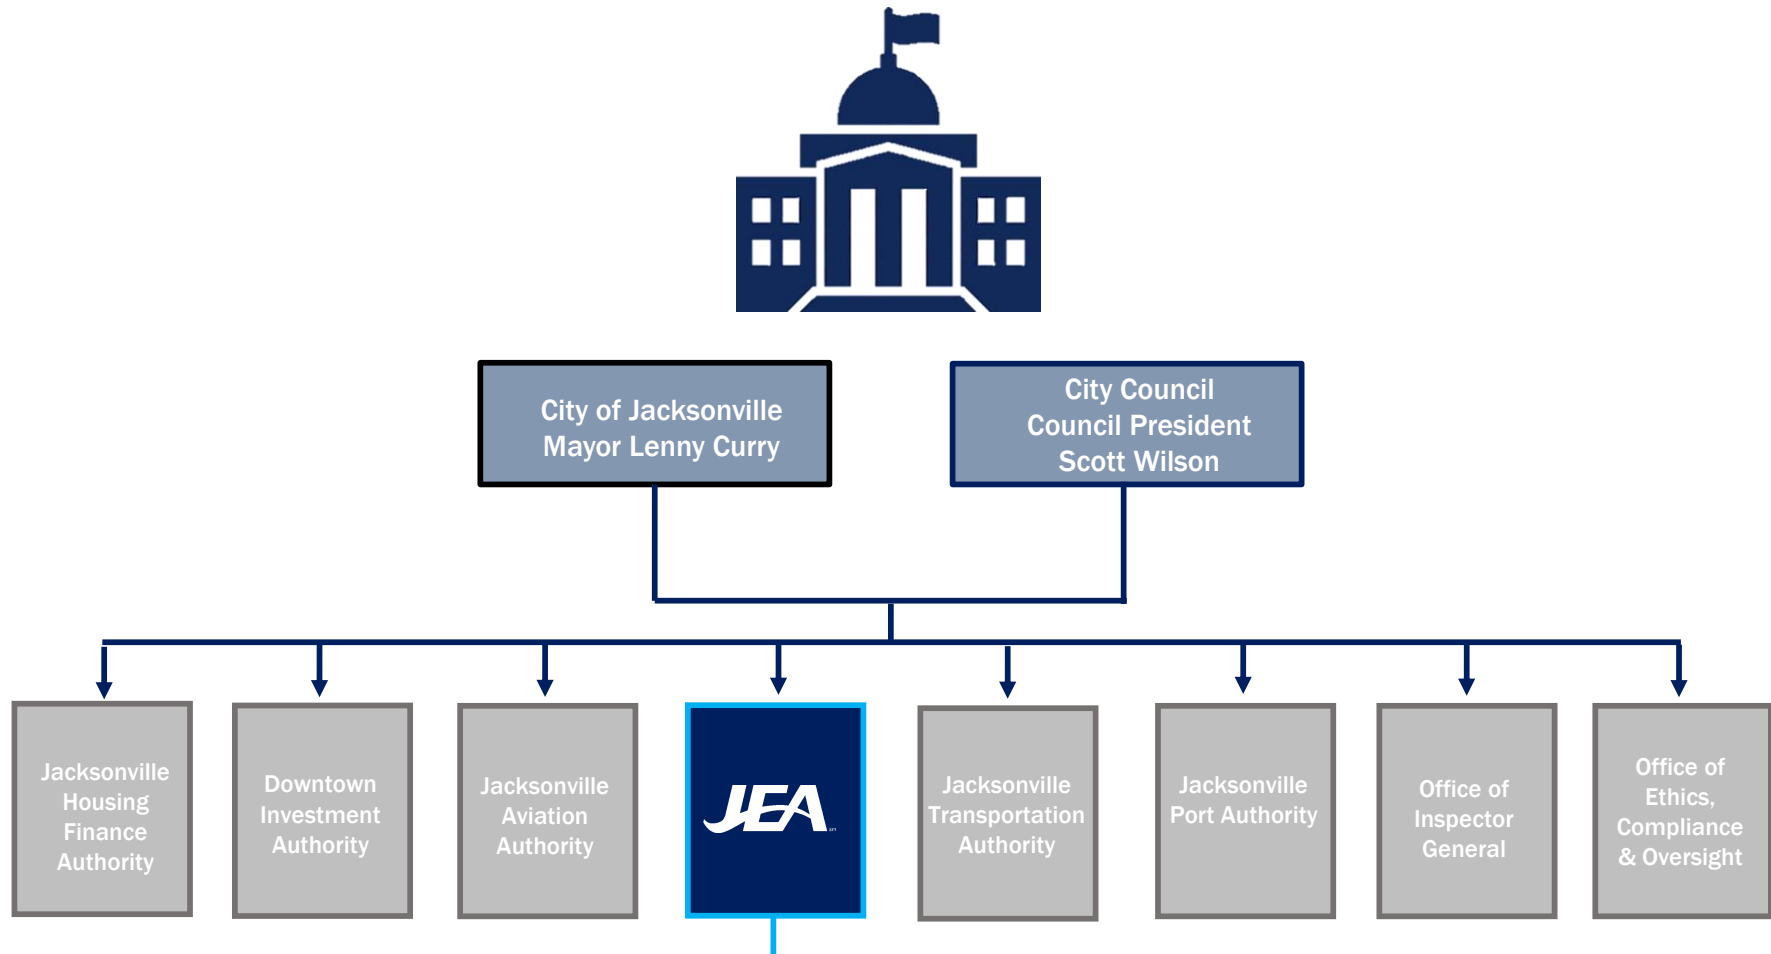 City of Jacksonville
Mayor Lenny Curry
City Council
Council President
Scott Wilson
Jacksonville
Housing
Finance
Authority
Downtown
Investment
Authority
Jacksonville
Aviation
Authority
JEA
Jacksonville
Transportation
Authority
Jacksonville
Port Authority
Office of
Inspector
General
Office of
Ethics,
Compliance
& Oversight